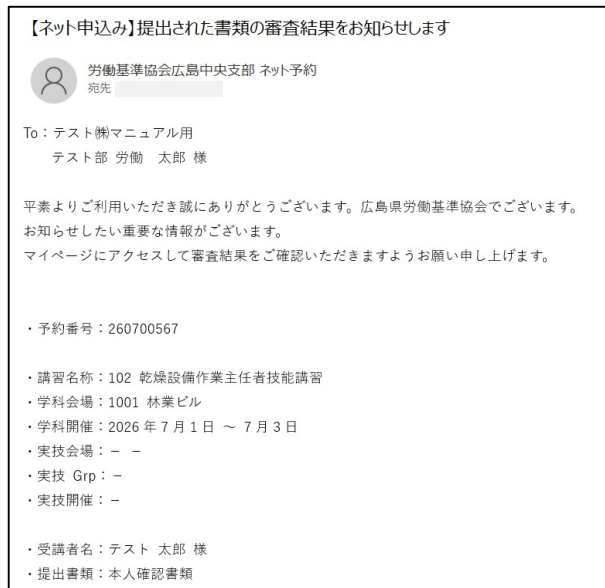 【ネット申込み】提出された書類の審査結果をお知らせします
労働基準協会広島中央支部 ネット予約
宛先
To：テスト㈱マニュアル用
テスト部 労働　太郎 様
平素よりご利用いただき誠にありがとうございます。広島県労働基準協会でございます。
お知らせしたい重要な情報がございます。
マイページにアクセスして審査結果をご確認いただきますようお願い申し上げます。
・予約番号：260700567
・講習名称：102 乾燥設備作業主任者技能講習
・学科会場：1001 林業ビル
・学科開催：2026 年 7 月 1 日 ～ 7 月 3 日
・実技会場：－ －
・実技 Grp：－
・実技開催：－
・受講者名：テスト 太郎 様
・提出書類：本人確認書類